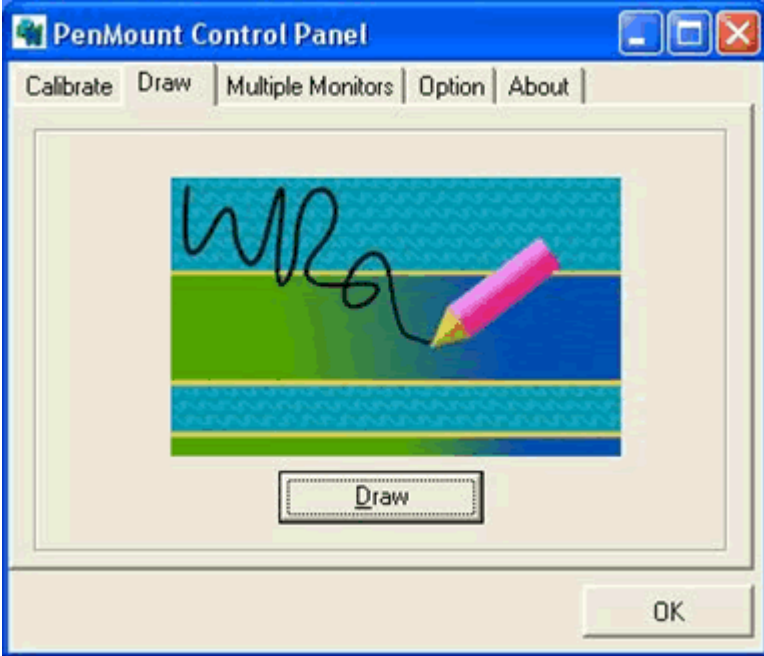 PenMount Control Panel
Calibrate Draw Multiple Monitors Option About
Draw
OK